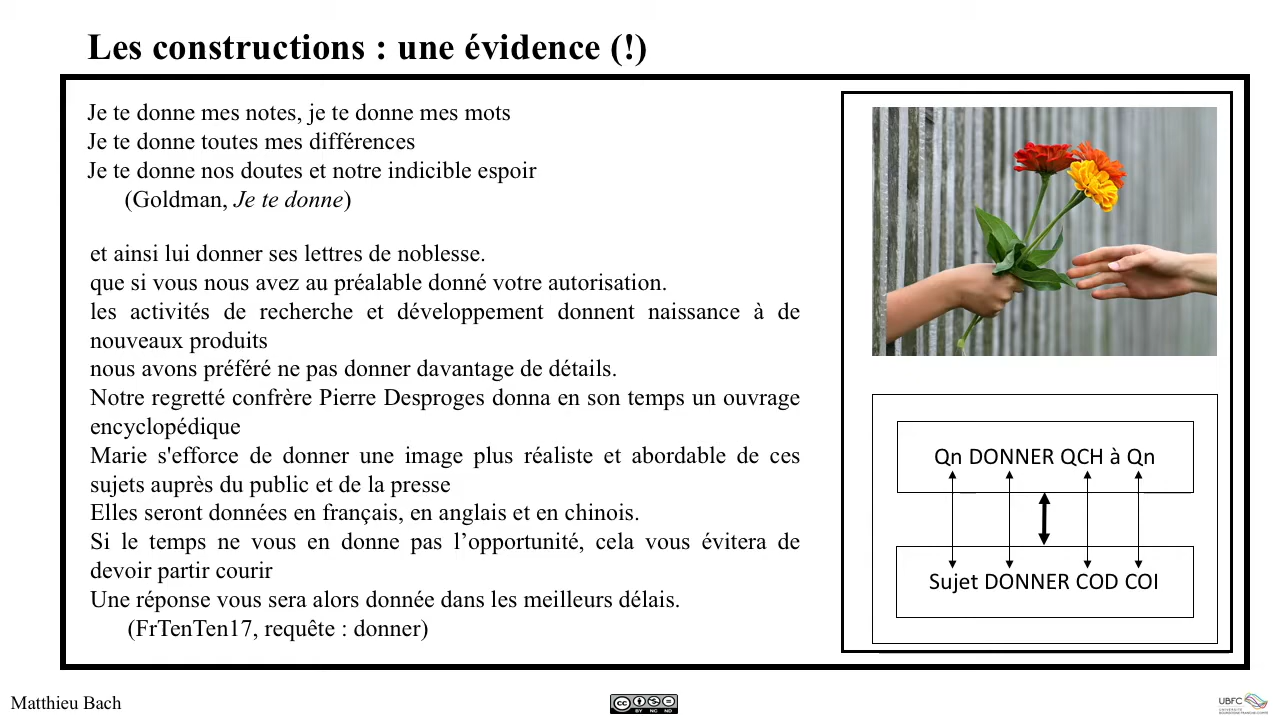 Les constructions : une évidence (!)
Je te donne mes notes, je te donne mes mots
Je te donne toutes mes différences
Je te donne nos doutes et notre indicible espoir
(Goldman, Je te donne)
et ainsi lui donner ses lettres de noblesse.
que si vous nous avez au préalable donné votre autorisation.
les activités de recherche et développement donnent naissance à de
nouveaux produits
nous avons préféré ne pas donner davantage de détails.
Notre regretté confrère Pierre Desproges donna en son temps un ouvrage
encyclopédique
Marie s'efforce de donner une image plus réaliste et abordable de ces
sujets auprès du public et de la presse
Elles seront données en français, en anglais et en chinois.
Si le temps ne vous en donne pas l’opportunité, cela vous évitera de
devoir partir courir
Une réponse vous sera alors donnée dans les meilleurs délais.
(FrTenTen17, requête : donner)
Qn DONNER QCH à Qn
Sujet DONNER COD COI
Matthieu Bach
cc
BY NC ND
UBFC